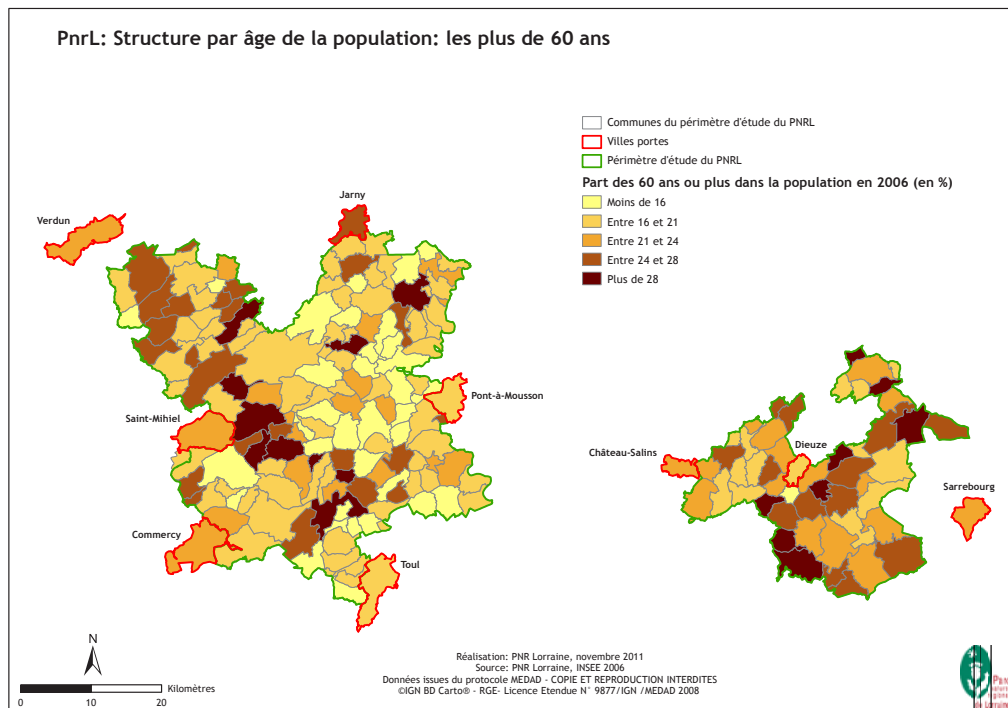 PnrL: Structure par âge de la population: les plus de 60 ans
Communes du périmètre d'étude du PNRL
Villes portes
Périmètre d'étude du PNRL
Part des 60 ans ou plus dans la population en 2006 (en %)
Moins de 16
Entre 16 et 21
Entre 21 et 24
Entre 24 et 28
Plus de 28
Jarny
Verdun
Pont-à-Mousson
Saint-Mihiel
Dieuze
Château-Salins
Sarrebourg
Commercy
Toul
N
Kilomètres
0 10 20
Réalisation: PNR Lorraine, novembre 2011
Source: PNR Lorraine, INSEE 2006
Données issues du protocole MEDAD - COPIE ET REPRODUCTION INTERDITES
©IGN BD Carto® - RGE- Licence Etendue N° 9877/IGN /MEDAD 2008
de Lorraine